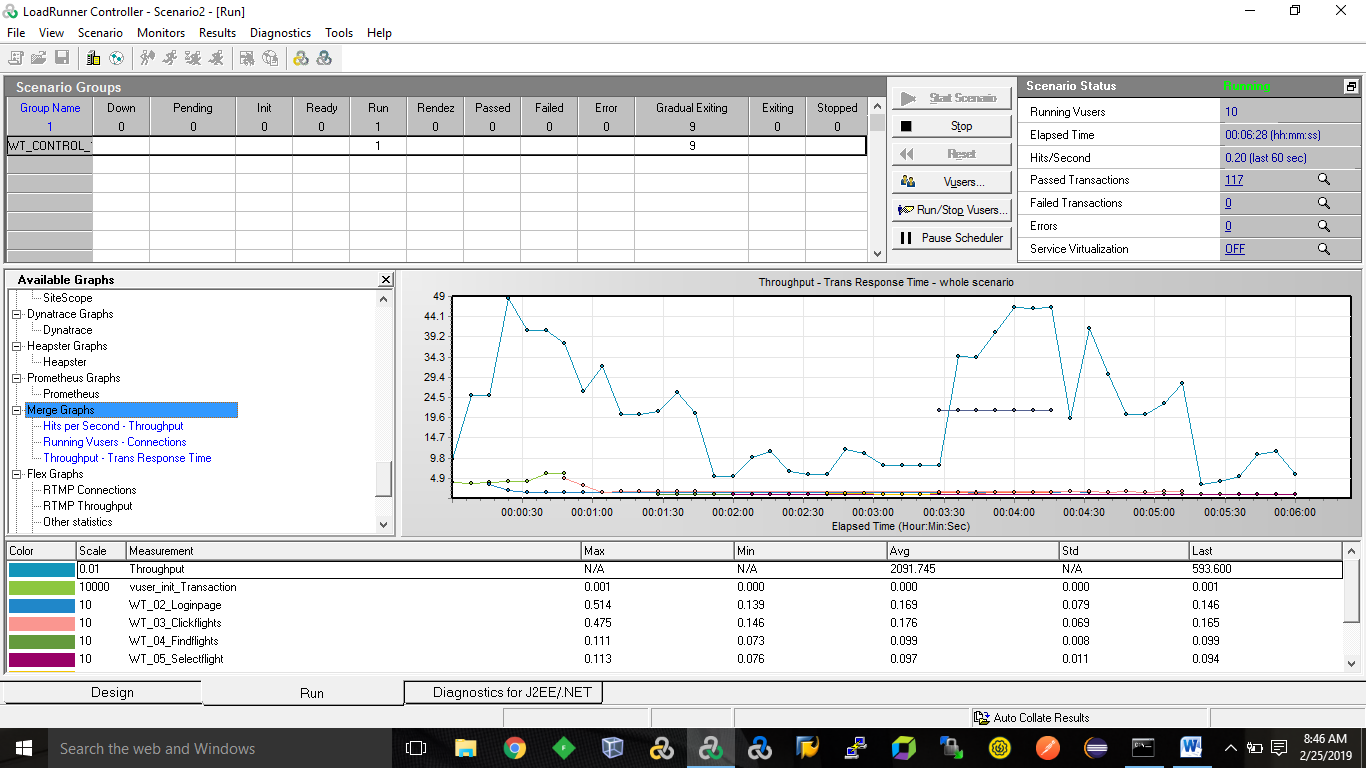 LoadRunner Controller - Scenario2 - [Run]
File View Scenario Monitors Results Diagnostics Tools Help
Scenario Groups
Group Name Down Pending Init Ready Run Rendez Passed Failed Error Gradual Exiting Exiting Stopped
1 0 0 0 0 1 0 0 0 0 9 0 0
WT_CONTROL_ 1 9
Start Scenario
Stop
Reset
Vusers...
Run/Stop Vusers...
Pause Scheduler
Scenario Status Running
Running Vusers 10
Elapsed Time 00:06:28 (hh:mm:ss)
Hits/Second 0.20 (last 60 sec)
Passed Transactions 117
Failed Transactions 0
Errors 0
Service Virtualization OFF
Available Graphs
SiteScope
Dynatrace Graphs
Dynatrace
Heapster Graphs
Heapster
Prometheus Graphs
Prometheus
Merge Graphs
Hits per Second - Throughput
Running Vusers - Connections
Throughput - Trans Response Time
Flex Graphs
RTMP Connections
RTMP Throughput
Other statistics
Throughput - Trans Response Time - whole scenario
49
44.1
39.2
34.3
29.4
24.5
19.6
14.7
9.8
4.9
00:00:30 00:01:00 00:01:30 00:02:00 00:02:30 00:03:00 00:03:30 00:04:00 00:04:30 00:05:00 00:05:30 00:06:00
Elapsed Time (Hour:Min:Sec)
Color Scale Measurement Max Min Avg Std Last
0.01 Throughput N/A N/A 2091.745 N/A 593.600
10000 vuser_init_Transaction 0.001 0.000 0.000 0.000 0.001
10 WT_02_Loginpage 0.514 0.139 0.169 0.079 0.146
10 WT_03_Clickflights 0.475 0.146 0.176 0.069 0.165
10 WT_04_Findflights 0.111 0.073 0.099 0.008 0.099
10 WT_05_Selectflight 0.113 0.076 0.097 0.011 0.094
Design Run Diagnostics for J2EE/.NET
Auto Collate Results
Search the web and Windows
8:46 AM
2/25/2019